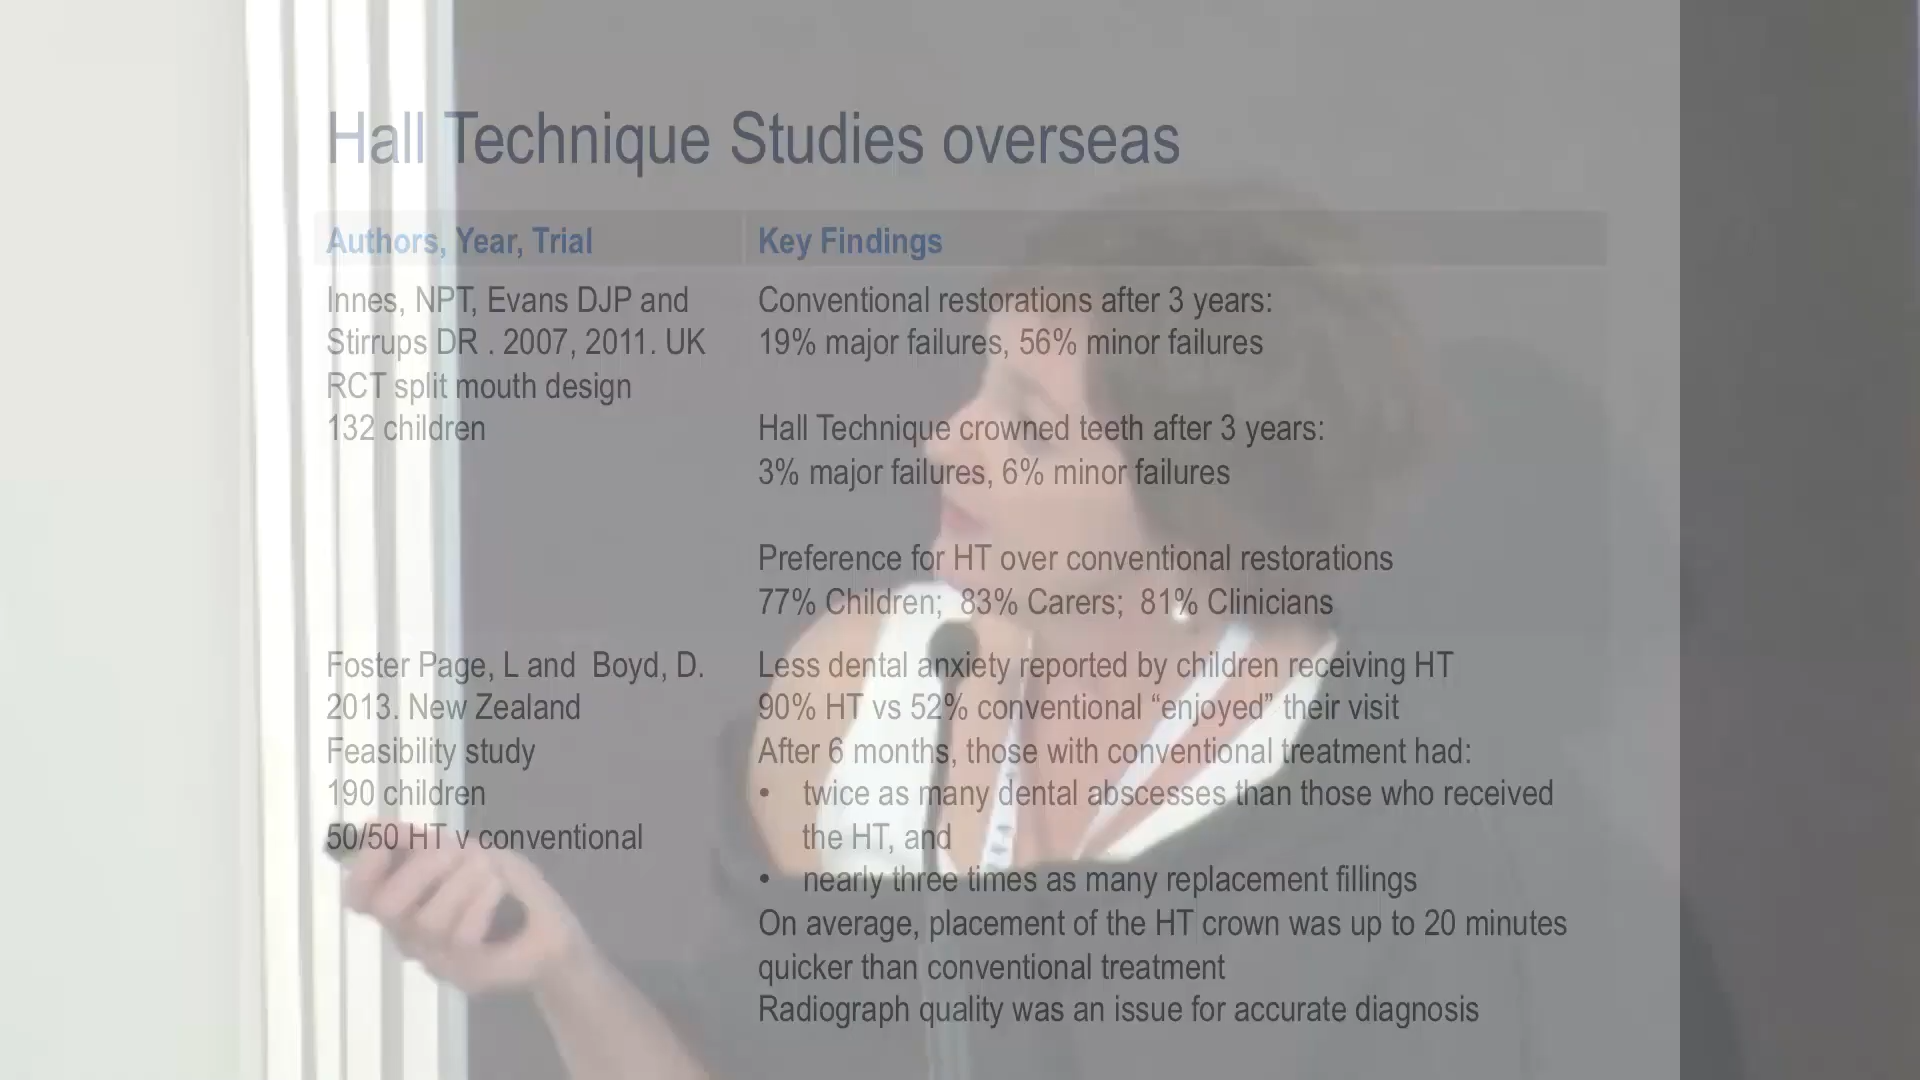 Hall Technique Studies overseas
Authors, Year, Trial
Key Findings
Innes, NPT, Evans DJP and
Stirrups DR . 2007, 2011. UK
RCT split mouth design
132 children
Conventional restorations after 3 years:
19% major failures, 56% minor failures
Hall Technique crowned teeth after 3 years:
3% major failures, 6% minor failures
Preference for HT over conventional restorations
77% Children; 83% Carers; 81% Clinicians
Foster Page, L and Boyd, D.
2013. New Zealand
Feasibility study
190 children
50/50 HT v conventional
Less dental anxiety reported by children receiving HT
90% HT vs 52% conventional “enjoyed” their visit
After 6 months, those with conventional treatment had:
• twice as many dental abscesses than those who received
the HT, and
• nearly three times as many replacement fillings
On average, placement of the HT crown was up to 20 minutes
quicker than conventional treatment
Radiograph quality was an issue for accurate diagnosis